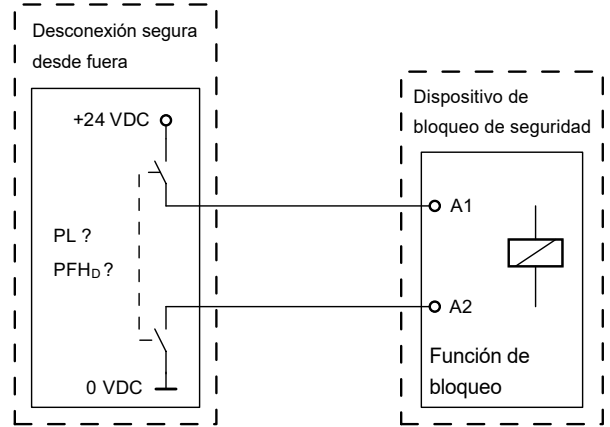 Desconexión segura
desde fuera
+24 VDC
PL ?
PFHD ?
0 VDC
Dispositivo de
bloqueo de seguridad
A1
A2
Función de
bloqueo